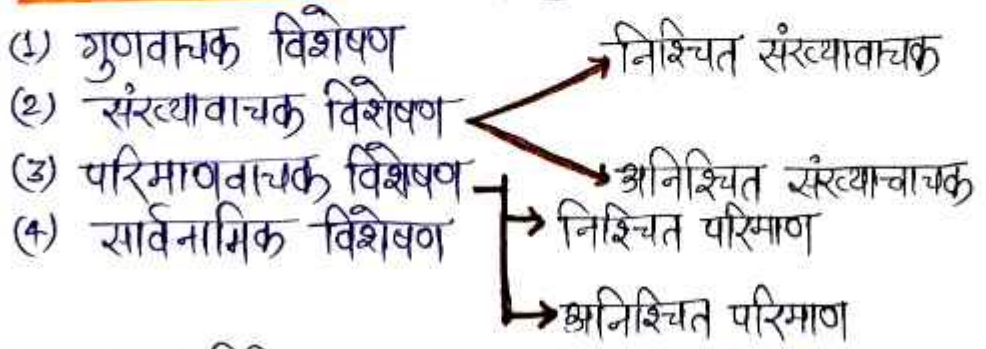 (1) गुणवाचक विशेषण
निश्चित संख्यावाचक
(2) संख्यावाचक विशेषण
(3) परिमाणवाचक विशेषण
अनिश्चित संख्यावाचक
(4) सार्वनामिक विशेषण
निश्चित परिमाण
अनिश्चित परिमाण